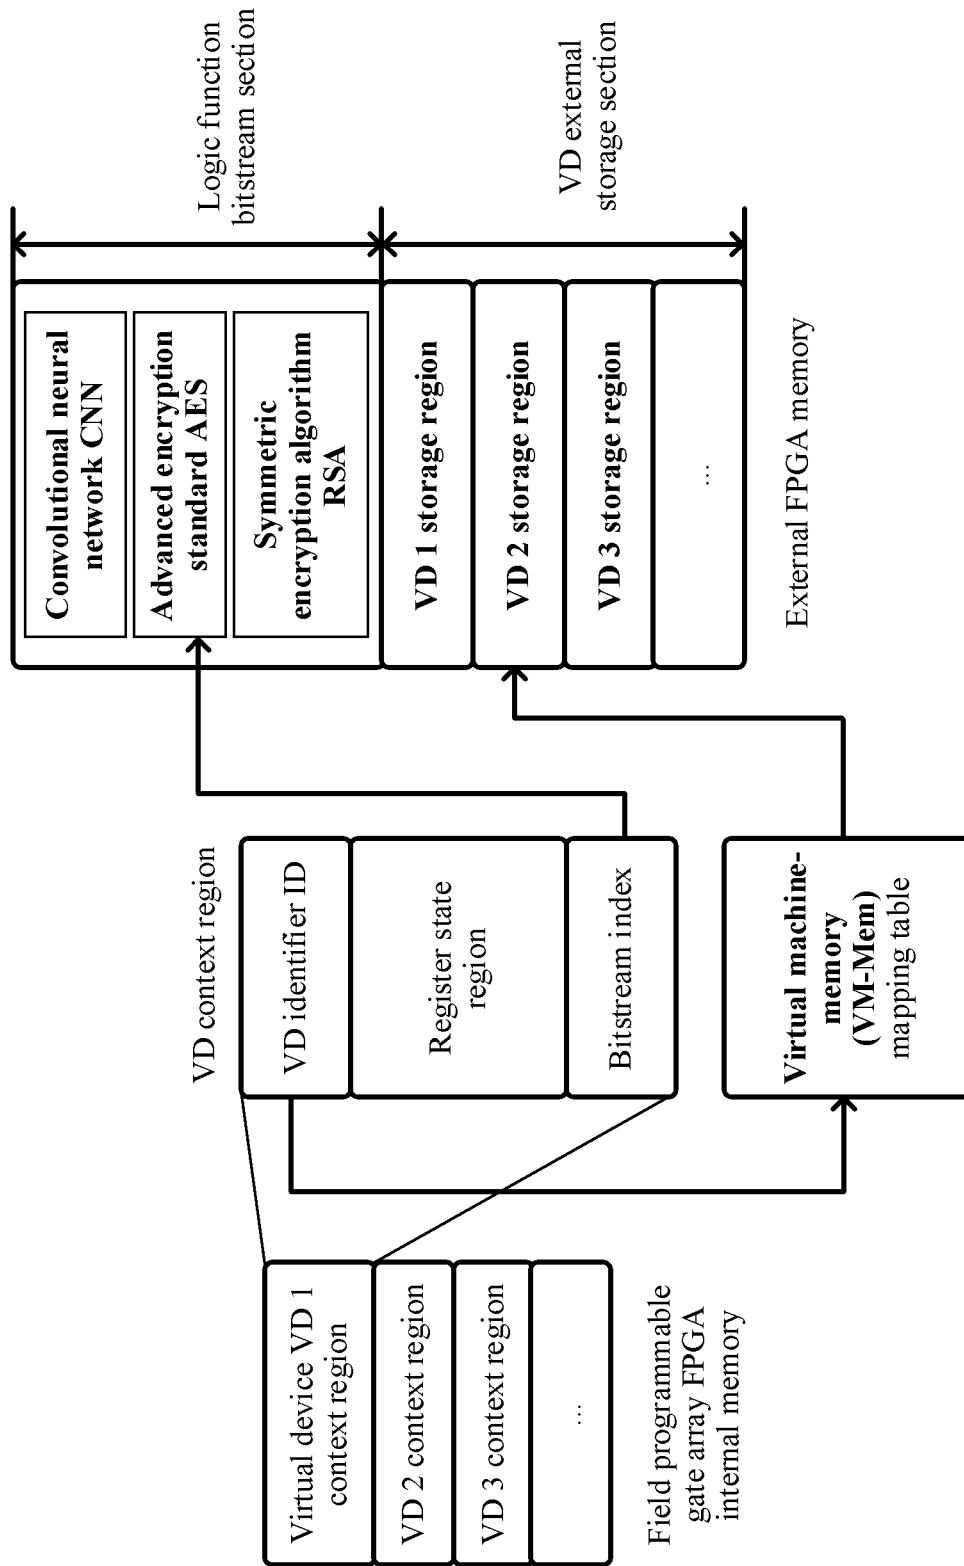 Virtual device VD 1
context region
VD 2 context region
VD 3 context region
...
Field programmable
gate array FPGA
internal memory
VD context region
VD identifier ID
Register state
region
Bitstream index
Virtual machine-
memory
(VM-Mem)
mapping table
Convolutional neural
network CNN
Advanced encryption
standard AES
Symmetric
encryption algorithm
RSA
VD 1 storage region
VD 2 storage region
VD 3 storage region
...
External FPGA memory
Logic function
bitstream section
VD external
storage section